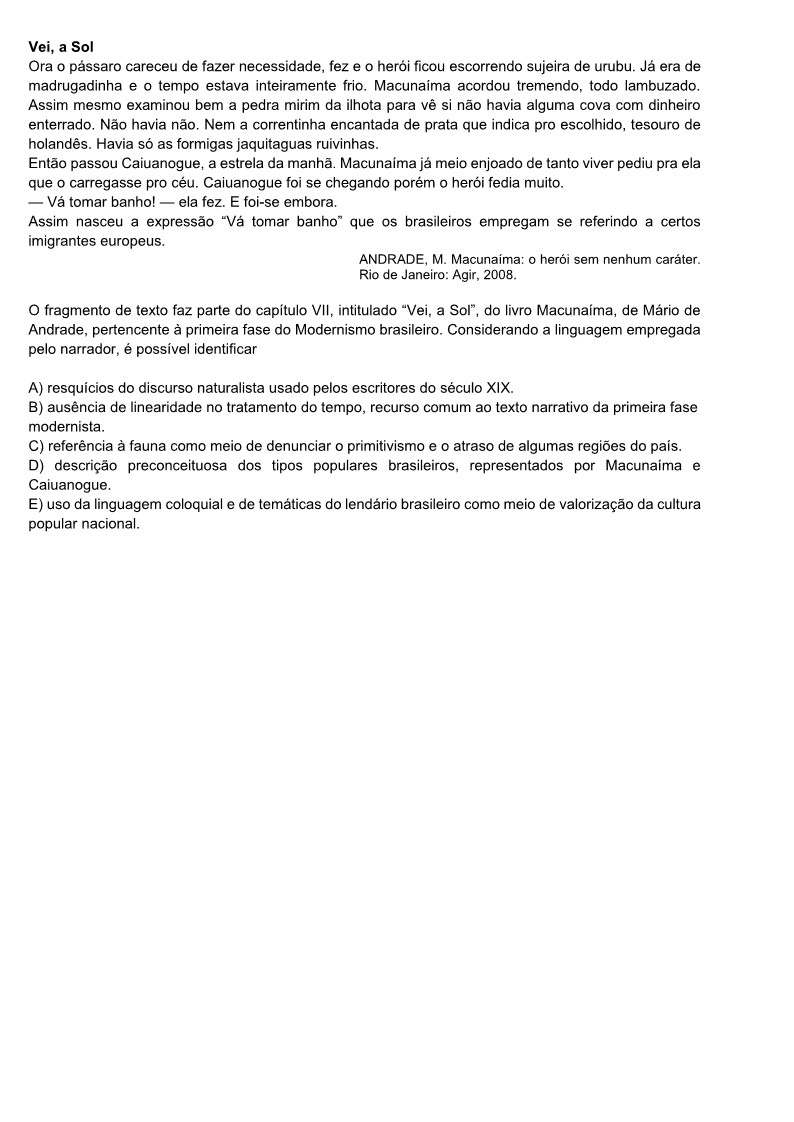 Vei, a Sol
Ora o pássaro careceu de fazer necessidade, fez e o herói ficou escorrendo sujeira de urubu. Já era de
madrugadinha e o tempo estava inteiramente frio. Macunaíma acordou tremendo, todo lambuzado.
Assim mesmo examinou bem a pedra mirim da ilhota para vê si não havia alguma cova com dinheiro
enterrado. Não havia não. Nem a correntinha encantada de prata que indica pro escolhido, tesouro de
holandês. Havia só as formigas jaquitaguas ruivinhas.
Então passou Caiuanogue, a estrela da manhã. Macunaíma já meio enjoado de tanto viver pediu pra ela
que o carregasse pro céu. Caiuanogue foi se chegando porém o herói fedia muito.
— Vá tomar banho! — ela fez. E foi-se embora.
Assim nasceu a expressão “Vá tomar banho” que os brasileiros empregam se referindo a certos
imigrantes europeus.
ANDRADE, M. Macunaíma: o herói sem nenhum caráter.
Rio de Janeiro: Agir, 2008.
O fragmento de texto faz parte do capítulo VII, intitulado “Vei, a Sol”, do livro Macunaíma, de Mário de
Andrade, pertencente à primeira fase do Modernismo brasileiro. Considerando a linguagem empregada
pelo narrador, é possível identificar
A) resquícios do discurso naturalista usado pelos escritores do século XIX.
B) ausência de linearidade no tratamento do tempo, recurso comum ao texto narrativo da primeira fase
modernista.
C) referência à fauna como meio de denunciar o primitivismo e o atraso de algumas regiões do país.
D) descrição preconceituosa dos tipos populares brasileiros, representados por Macunaíma e
Caiuanogue.
E) uso da linguagem coloquial e de temáticas do lendário brasileiro como meio de valorização da cultura
popular nacional.